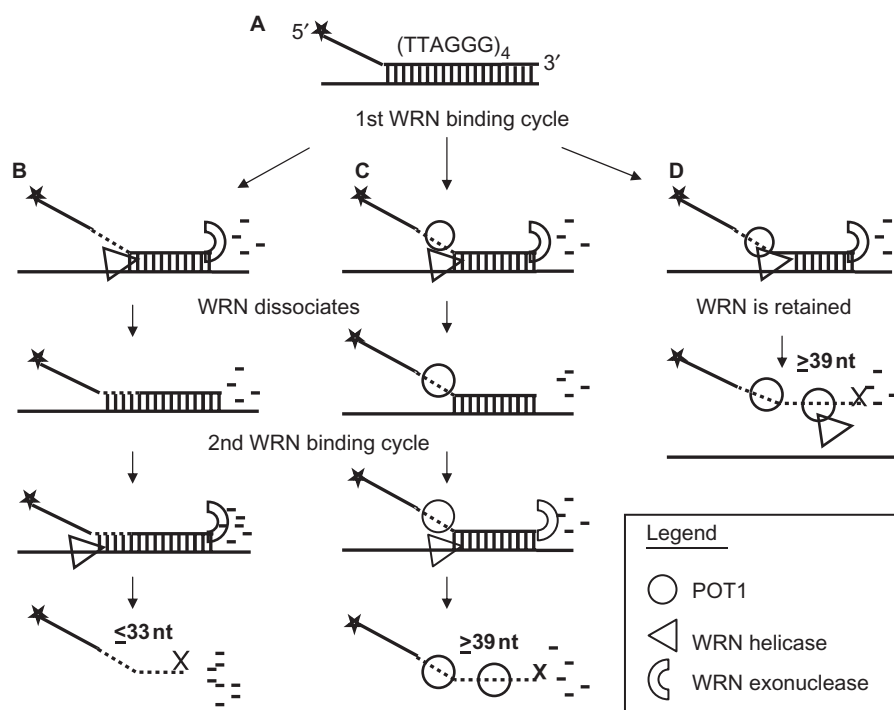 A
5′
(TTAGGG)4
3′
1st WRN binding cycle
B
C
D
WRN dissociates
WRN is retained
≥39 nt
X
2nd WRN binding cycle
≤33 nt
X
≥39 nt
X
Legend
POT1
WRN helicase
WRN exonuclease